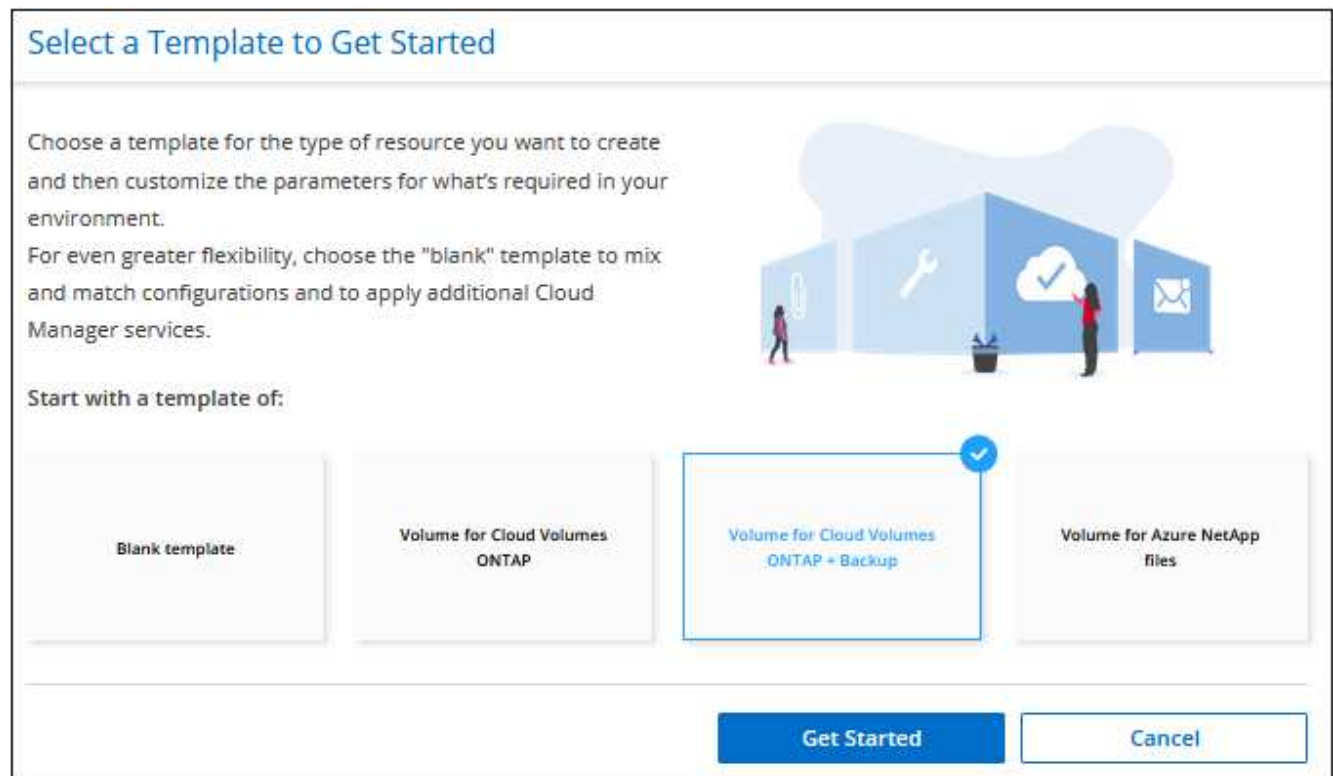 Select a Template to Get Started
Choose a template for the type of resource you want to create
and then customize the parameters for what's required in your
environment.
For even greater flexibility, choose the "blank" template to mix
and match configurations and to apply additional Cloud
Manager services.
Start with a template of:
Blank template
Volume for Cloud Volumes
ONTAP
Volume for Cloud Volumes
ONTAP + Backup
Volume for Azure NetApp
files
Get Started
Cancel